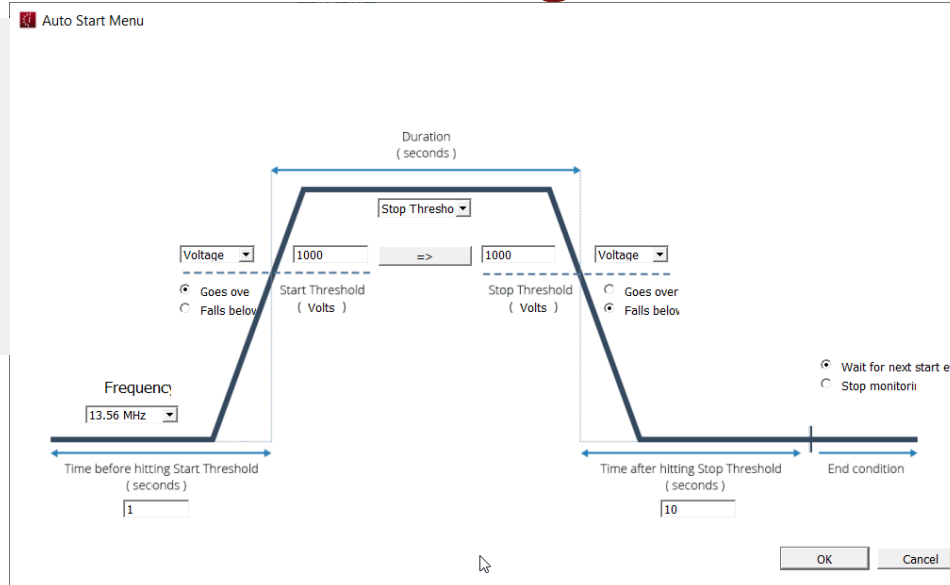 Auto Start Menu
Duration
( seconds )
Stop Thresho
Voltage
1000
=>
1000
Voltage
Goes ove
Start Threshold
Stop Threshold
Goes over
Falls below
( Volts )
( Volts )
Falls below
Wait for next start e
Stop monitorin
Frequency
13.56 MHz
Time before hitting Start Threshold
( seconds )
1
Time after hitting Stop Threshold
( seconds )
10
End condition
OK
Cancel